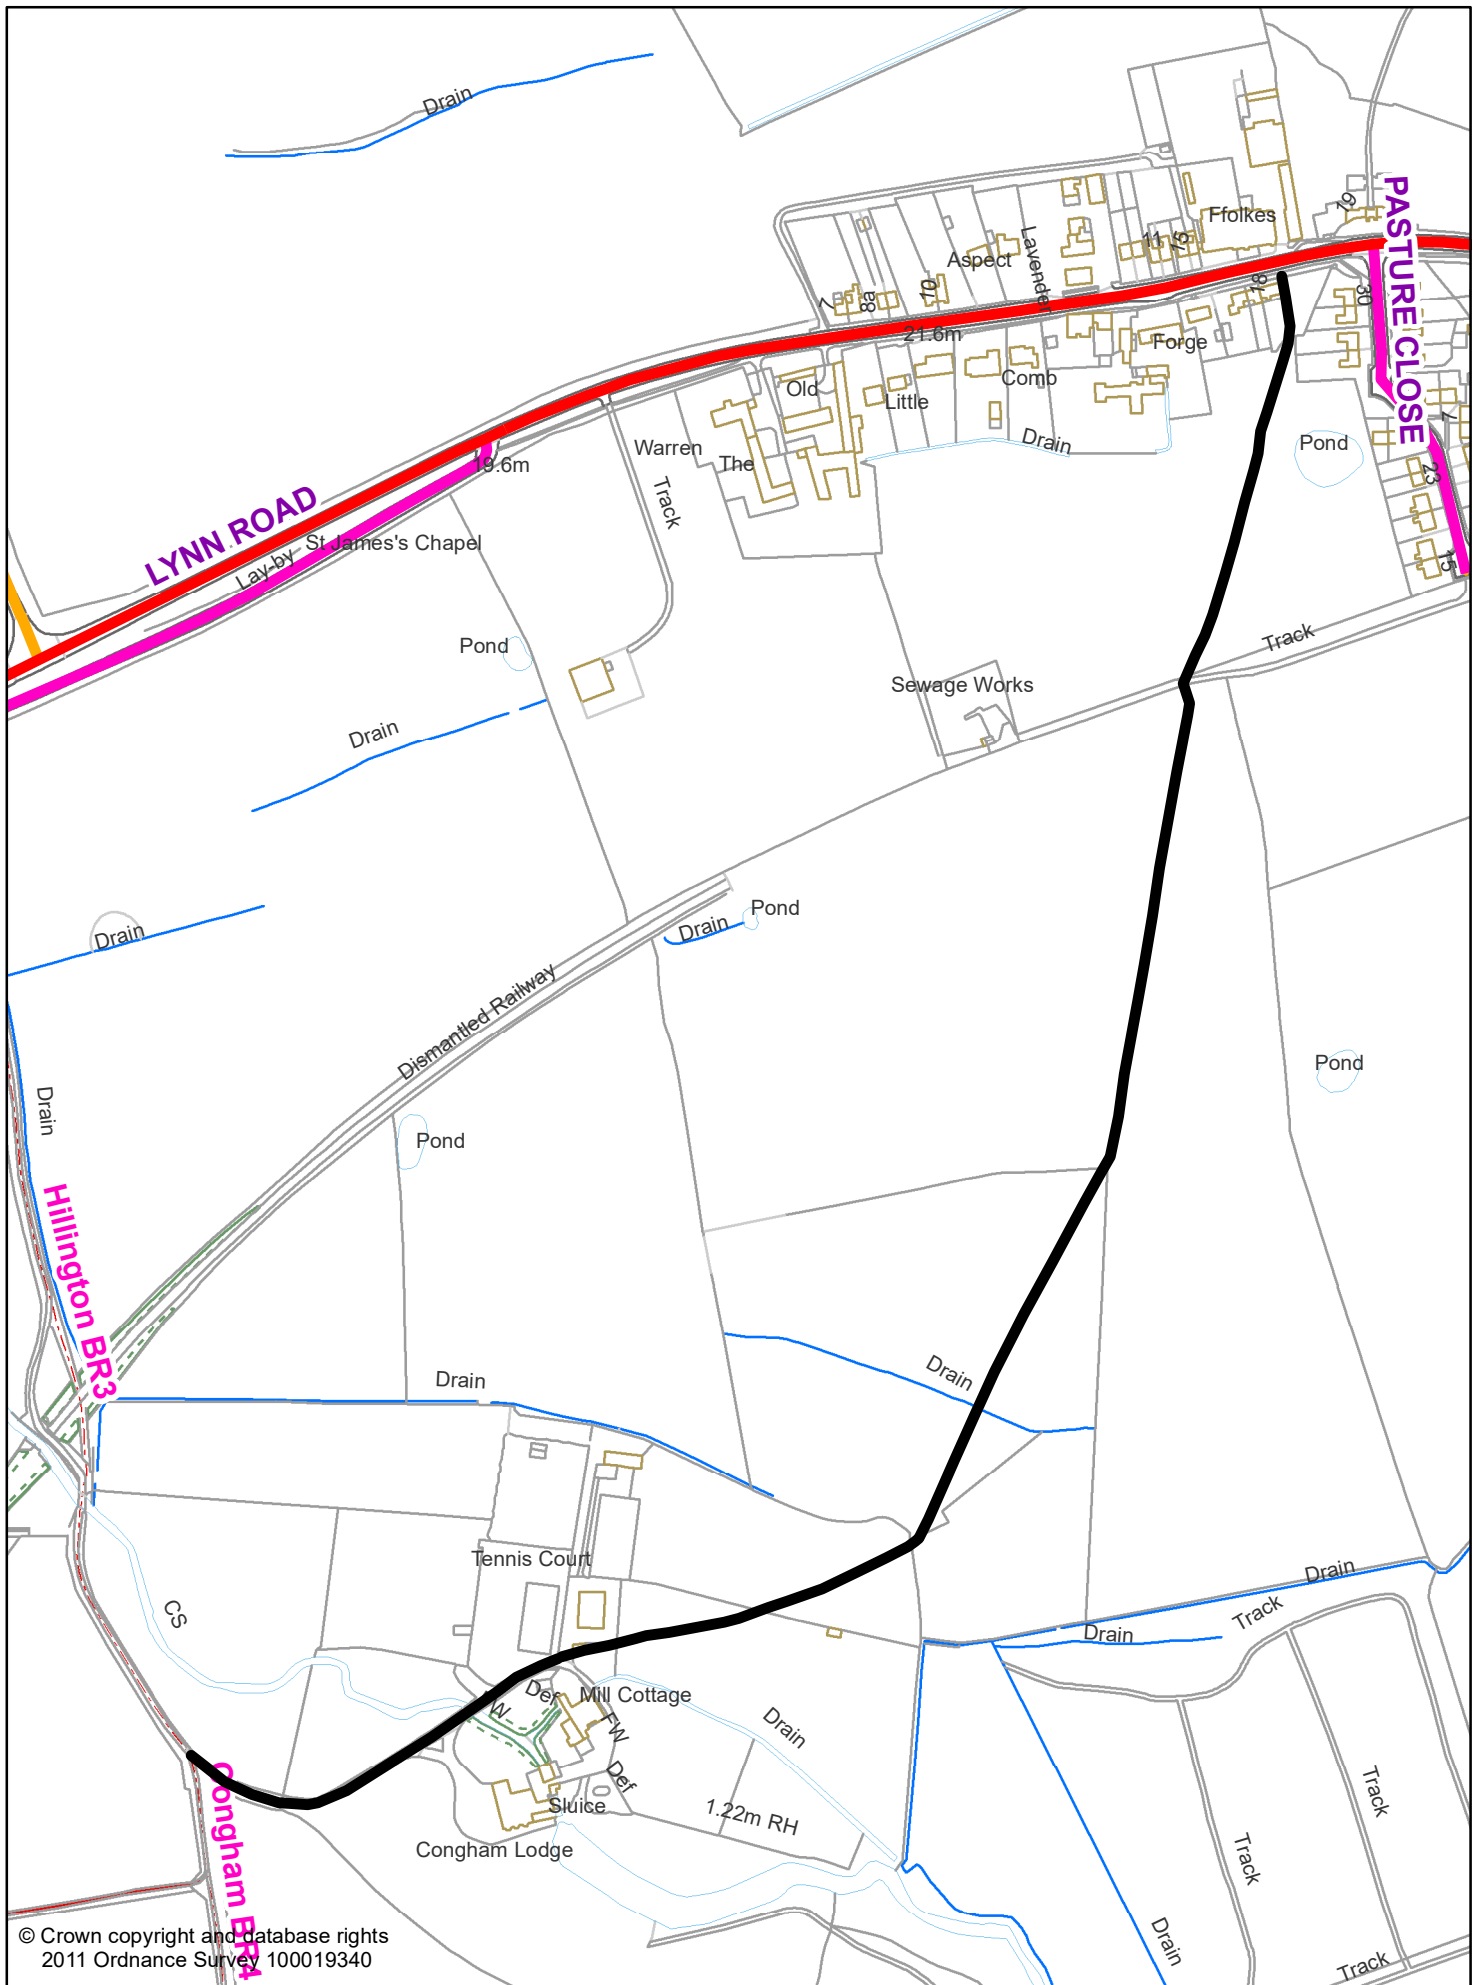 Drain
PASTURE CLOSE
19
Ffolkes
11
15
Lavender
Aspect
10
8a
7
18
30
21.6m
Forge
Comb
Old
Little
7
Pond
Drain
Warren
The
19.6m
23
Track
LYNN ROAD
St James's Chapel
Lay-by
15
Track
Pond
Sewage Works
Drain
Pond
Drain
Drain
Dismantled Railway
Pond
Drain
Pond
Hillington BR3
Drain
Drain
Tennis Court
Drain
CS
Track
Drain
Def
Mill Cottage
FW
Drain
Def
Track
Sluice
1.22m RH
Congham Lodge
Track
Congham BR4
Drain
Track
© Crown copyright and database rights
2011 Ordnance Survey 100019340